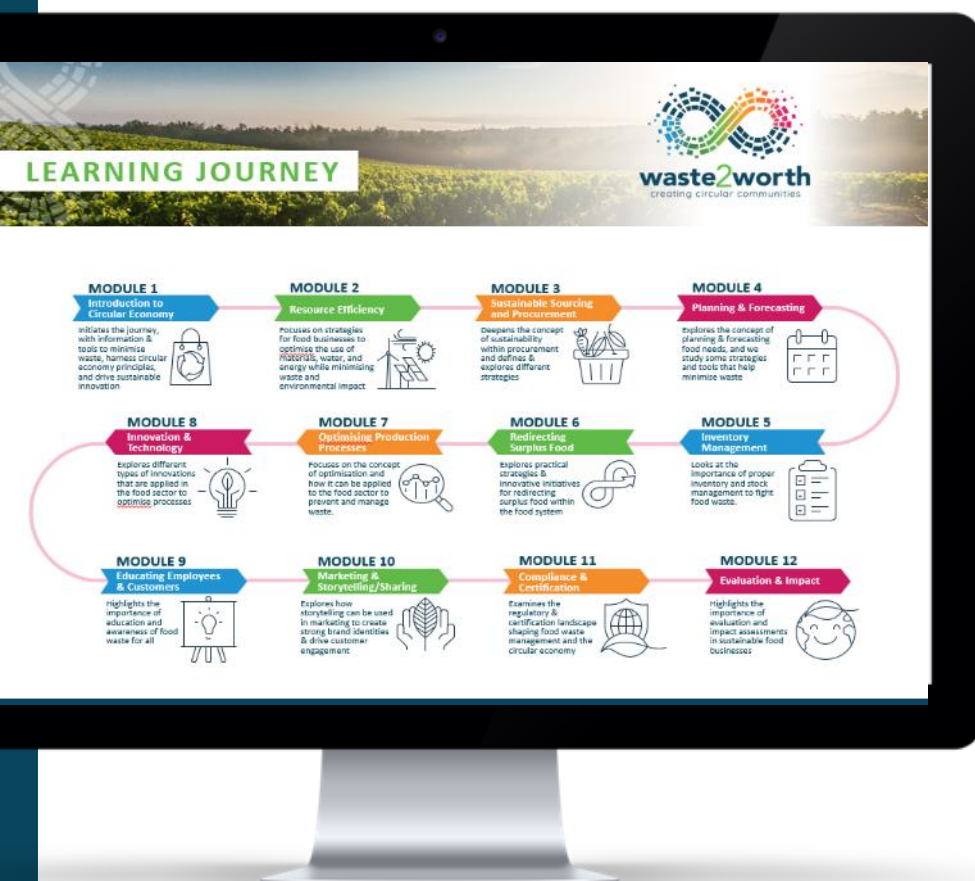 LEARNING JOURNEY
waste2worth
creating circular communities
MODULE 1
Introduction to
Circular Economy
Initiates the journey,
with information &
tools to minimise
waste, harness circular
economy principles,
and drive sustainable
innovation
MODULE 2
Resource Efficiency
Focuses on strategies
for food businesses to
optimise the use of
materials, water, and
energy while minimising
waste and
environmental impact
MODULE 3
Sustainable Sourcing
and Procurement
Deepens the concept
of sustainability
within procurement
and defines &
explores different
strategies
MODULE 4
Planning & Forecasting
Explores the concept of
planning & forecasting
food needs, and we
study some strategies
and tools that help
minimise waste
MODULE 5
Inventory
Management
Looks at the
importance of proper
inventory and stock
management to fight
food waste.
MODULE 6
Redirecting
Surplus Food
Explores practical
strategies &
innovative initiatives
for redirecting
surplus food within
the food system
MODULE 7
Optimising Production
Processes
Focuses on the concept
of optimisation and
how it can be applied
to the food sector to
prevent and manage
waste.
MODULE 8
Innovation &
Technology
Explores different
types of innovations
that are applied in
the food sector to
optimise processes
MODULE 9
Educating Employees
& Customers
Highlights the
importance of
education and
awareness of food
waste for all
MODULE 10
Marketing &
Storytelling/Sharing
Explores how
storytelling can be used
in marketing to create
strong brand identities
& drive customer
engagement
MODULE 11
Compliance &
Certification
Examines the
regulatory &
certification landscape
shaping food waste
management and the
circular economy
MODULE 12
Evaluation & Impact
Highlights the
importance of
evaluation and
impact assessments
in sustainable food
businesses